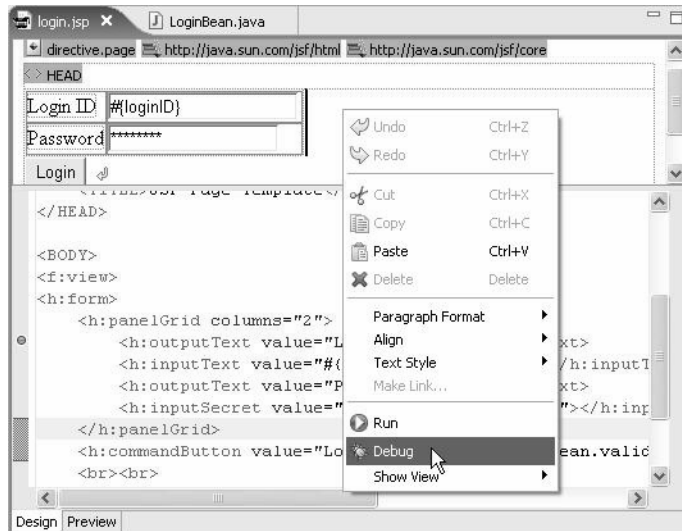 login.jsp LoginBean.java
directive.page http://java.sun.com/jsf/html http://java.sun.com/jsf/core
HEAD
Login ID #{loginID}
Password ********
Login
</HEAD>
<BODY>
<f:view>
<h:form>
<h:panelGrid columns="2">
<h:outputText value="L xt>
<h:inputText value="#{ /h:inputT
<h:outputText value="P xt>
<h:inputSecret value=" "></h:inp
</h:panelGrid>
<h:commandButton value="Lo ean.valid
<br><br>
Undo Ctrl+Z
Redo Ctrl+Y
Cut Ctrl+X
Copy Ctrl+C
Paste Ctrl+V
Delete Delete
Paragraph Format
Align
Text Style
Make Link...
Run
Debug
Show View
Design Preview